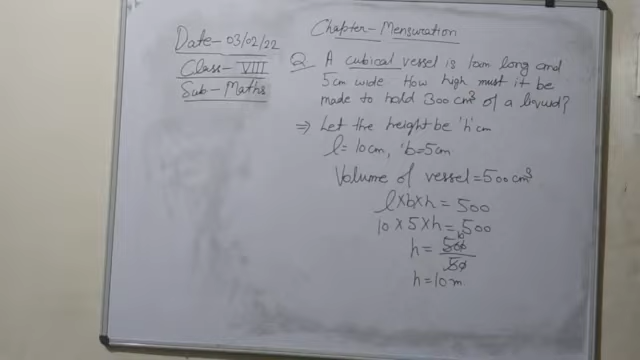 Chapter- Mensuration
Date- 03/02/22
Class- VIII
Sub- Maths
Q A cubical vessel is 10cm long and
5cm wide. How high must it be
made to hold 300 cm³ of a liquid?
⇒ Let the height be 'h' cm
l = 10cm, b = 5cm
Volume of vessel = 500cm³
l×b×h = 500
10×5×h = 500
h = 500/50
10
h = 10m